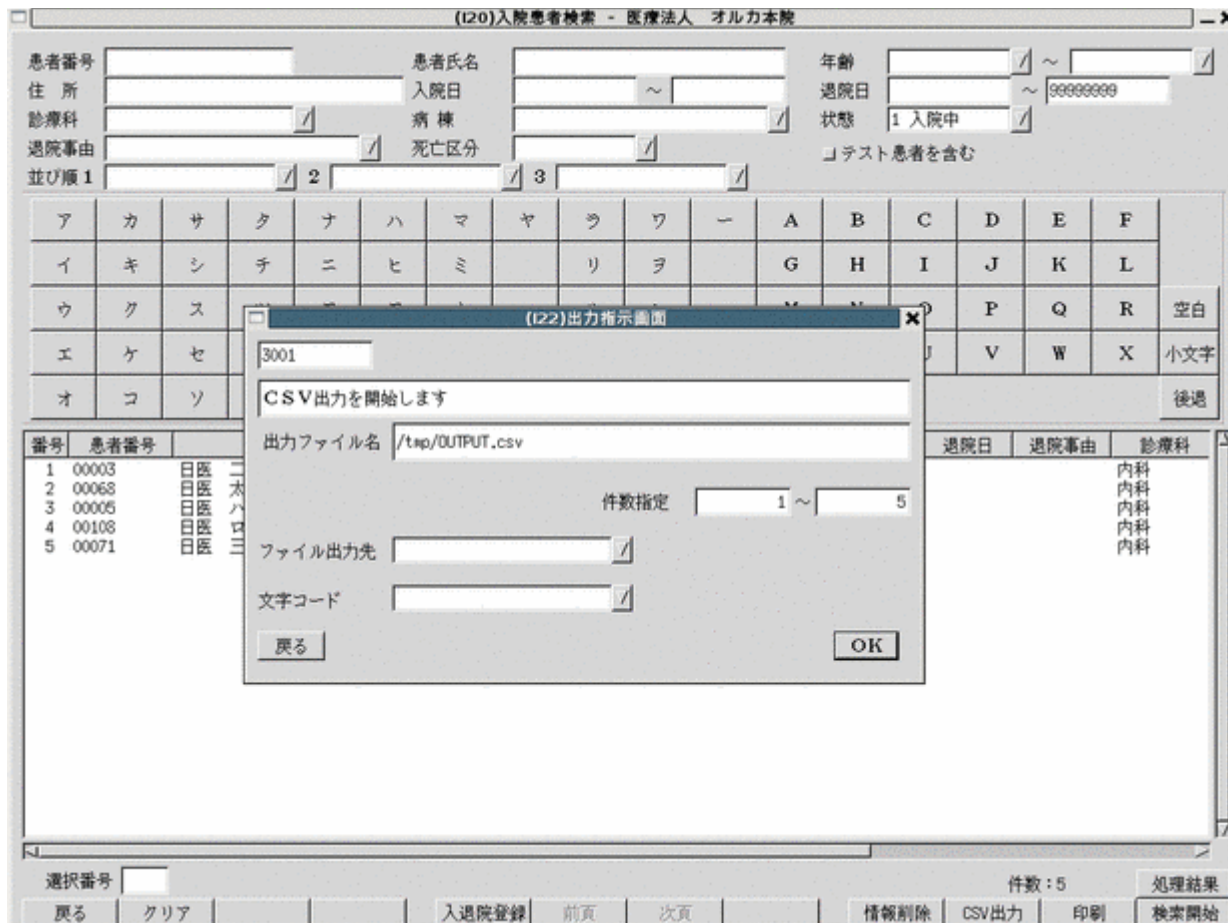 (I20)入院患者検索 - 医療法人 オルカ本院
患者番号 患者氏名 年齢 ～
住 所 入院日 ～ 退院日 ～ 99999999
診療科 病 棟 状態 1 入院中
退院事由 死亡区分 テスト患者を含む
並び順1 2 3
ア カ サ タ ナ ハ マ ヤ ラ ワ ー A B C D E F
イ キ シ チ ニ ヒ ミ リ ヲ G H I J K L
ウ ク ス P Q R 空白
エ ケ セ V W X 小文字
オ コ ソ 後退
(I22)出力指示画面
3001
CSV出力を開始します
出力ファイル名 /tmp/OUTPUT.csv
件数指定 1 ～ 5
ファイル出力先
文字コード
戻る OK
番号 患者番号 退院日 退院事由 診療科
1 00003 日医 二 内科
2 00068 日医 太 内科
3 00005 日医 ハ 内科
4 00108 日医 ロ 内科
5 00071 日医 三 内科
選択番号 件数：5 処理結果
戻る クリア 入退院登録 前頁 次頁 情報削除 CSV出力 印刷 検索開始